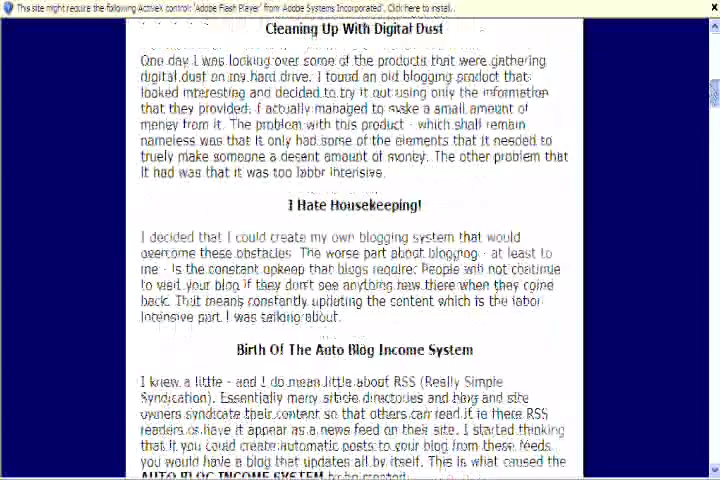 This site might require the following ActiveX control: 'Adobe Flash Player' from 'Adobe Systems Incorporated'. Click here to install...
Cleaning Up With Digital Dust
One day I was looking over some of the products that were gathering
digital dust on my hard drive. I found an old blogging product that
looked interesting and decided to try it out using only the information
that they provided. I actually managed to make a small amount of
money from it. The problem with this product - which shall remain
nameless was that it only had some of the elements that it needed to
truely make someone a desent amount of money. The other problem that
it had was that it was too labor intensive.
I Hate Housekeeping!
I decided that I could create my own blogging system that would
overcome these obstacles. The worse part about blogging - at least to
me - is the constant upkeep that blogs require. People will not continue
to visit your blog if they don't see anything new there when they come
back. That means constantly updating the content which is the labor
intensive part I was talking about.
Birth Of The Auto Blog Income System
I knew a little - and I do mean little about RSS (Really Simple
Syndication). Essentially many article directories and blog and site
owners syndicate their content so that others can read it in there RSS
readers or have it appear as a news feed on their site. I started thinking
that if you could create automatic posts to your blog from these feeds
you would have a blog that updates all by itself. This is what caused the
AUTO BLOG INCOME SYSTEM to be created.